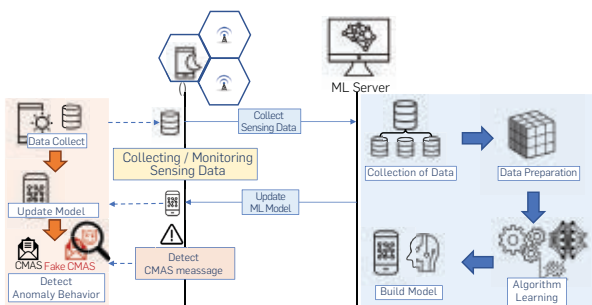 ()
ML Server
Data Collect
Collect
Sensing Data
Collecting / Monitoring
Sensing Data
Collection of Data
Data Preparation
Update Model
Update
ML Model
CMAS Fake CMAS
Detect
CMAS meassage
Detect
Anomaly Behavior
Build Model
Algorithm
Learning